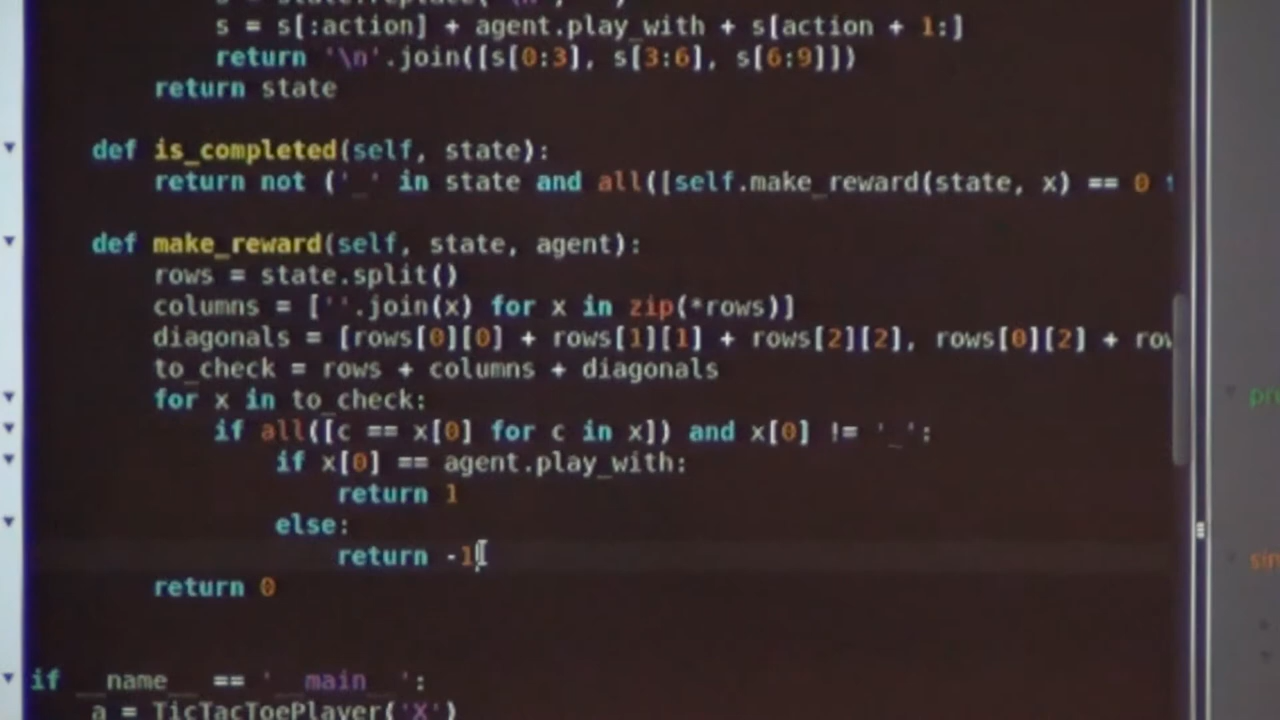 s = s[:action] + agent.play_with + s[action + 1:]
return '\n'.join([s[0:3], s[3:6], s[6:9]])
return state
def is_completed(self, state):
return not ('_' in state and all([self.make_reward(state, x) == 0
def make_reward(self, state, agent):
rows = state.split()
columns = [''.join(x) for x in zip(*rows)]
diagonals = [rows[0][0] + rows[1][1] + rows[2][2], rows[0][2] + row
to_check = rows + columns + diagonals
for x in to_check:
if all([c == x[0] for c in x]) and x[0] != '_':
if x[0] == agent.play_with:
return 1
else:
return -1
return 0
if __name__ == '__main__':
a = TicTacToePlayer('X')